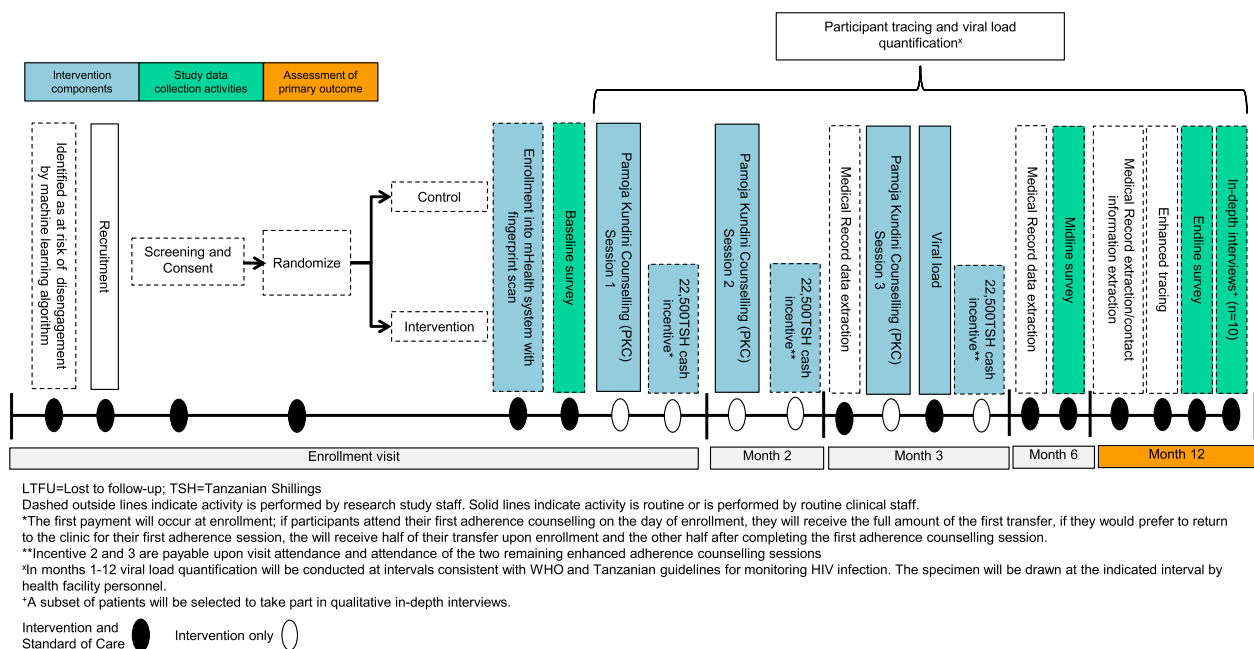 Participant tracing and viral load
quantificationˣ
Intervention
components
Study data
collection activities
Assessment of
primary outcome
Identified as at risk of disengagement
by machine learning algorithm
Recruitment
Screening and
Consent
Randomize
Control
Intervention
Enrollment into mHealth system with
fingerprint scan
Baseline survey
Pamoja Kundini Counselling (PKC)
Session 1
22,500TSH cash
incentive*
Pamoja Kundini Counselling (PKC)
Session 2
22,500TSH cash
incentive**
Medical Record data extraction
Pamoja Kundini Counselling (PKC)
Session 3
Viral load
22,500TSH cash
incentive**
Medical Record data extraction
Midline survey
Medical Record extraction/contact
information extraction
Enhanced tracing
Endline survey
In-depth interviews⁺ (n=10)
Enrollment visit
Month 2
Month 3
Month 6
Month 12
LTFU=Lost to follow-up; TSH=Tanzanian Shillings
Dashed outside lines indicate activity is performed by research study staff. Solid lines indicate activity is routine or is performed by routine clinical staff.
*The first payment will occur at enrollment; if participants attend their first adherence counselling on the day of enrollment, they will receive the full amount of the first transfer, if they would prefer to return
to the clinic for their first adherence session, the will receive half of their transfer upon enrollment and the other half after completing the first adherence counselling session.
**Incentive 2 and 3 are payable upon visit attendance and attendance of the two remaining enhanced adherence counselling sessions
ˣIn months 1-12 viral load quantification will be conducted at intervals consistent with WHO and Tanzanian guidelines for monitoring HIV infection. The specimen will be drawn at the indicated interval by
health facility personnel.
⁺A subset of patients will be selected to take part in qualitative in-depth interviews.
Intervention and
Standard of Care
Intervention only